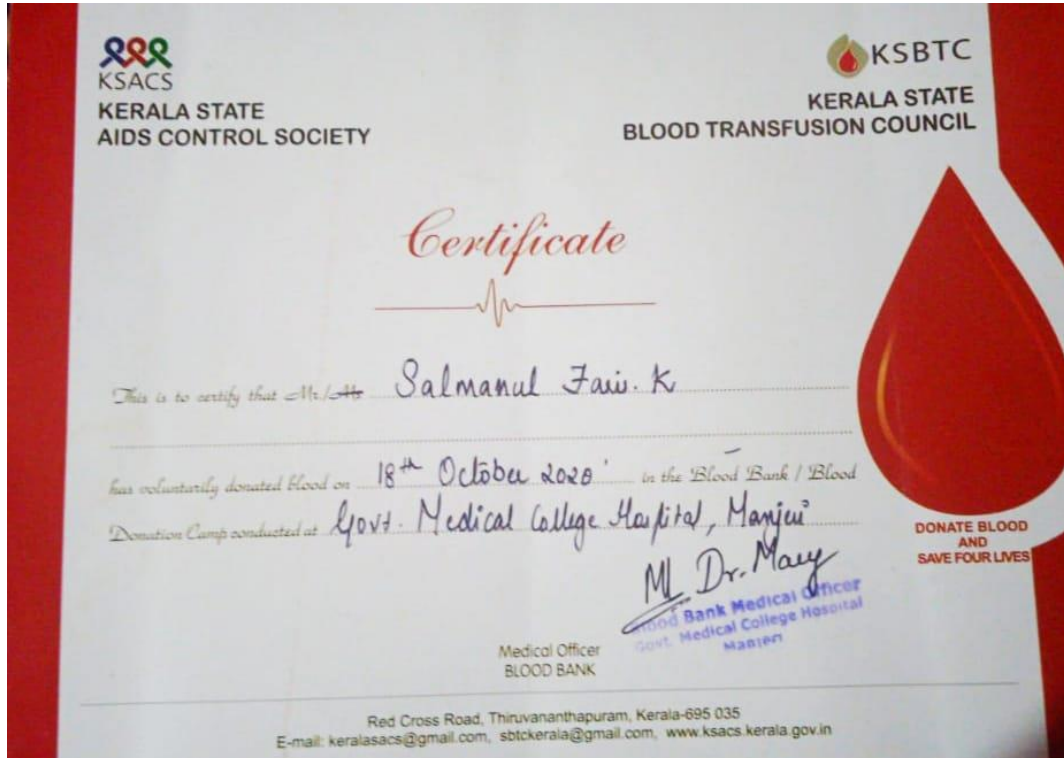 KSACS
KERALA STATE
AIDS CONTROL SOCIETY
KSBTC
KERALA STATE
BLOOD TRANSFUSION COUNCIL
Certificate
This is to certify that Mr./Ms Salmanul Faris. K
has voluntarily donated blood on 18th October 2020 in the Blood Bank / Blood
Donation Camp conducted at Govt. Medical College Hospital, Manjeri
DONATE BLOOD
AND
SAVE FOUR LIVES
Dr. Mary
Blood Bank Medical Officer
Govt. Medical College Hospital
Manjeri
Medical Officer
BLOOD BANK
Red Cross Road, Thiruvananthapuram, Kerala-695 035
E-mail: keralasacs@gmail.com, sbtckerala@gmail.com, www.ksacs.kerala.gov.in